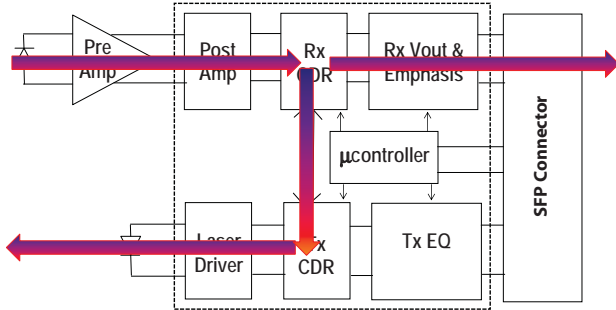 Pre
Amp
Post
Amp
Rx
CDR
Rx Vout &
Emphasis
µcontroller
SFP Connector
Laser
Driver
Tx
CDR
Tx EQ